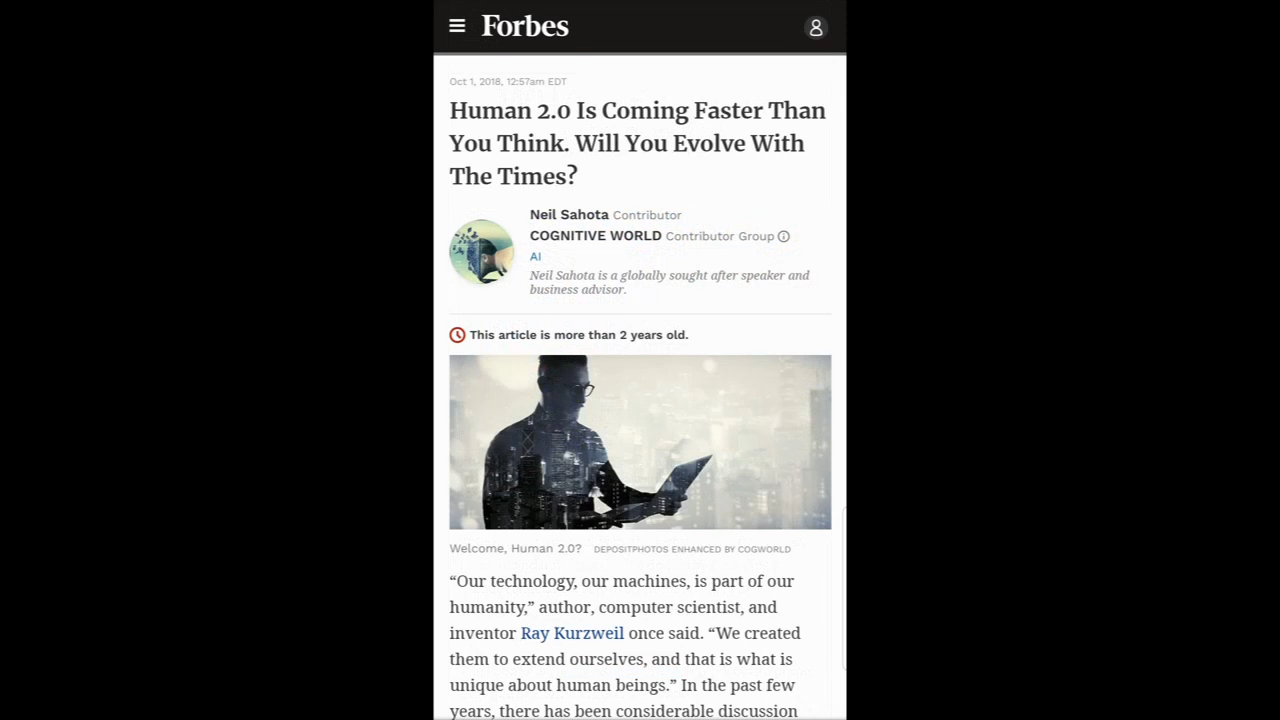 Forbes
Oct 1, 2018, 12:57am EDT
Human 2.0 Is Coming Faster Than
You Think. Will You Evolve With
The Times?
Neil Sahota Contributor
COGNITIVE WORLD Contributor Group
AI
Neil Sahota is a globally sought after speaker and
business advisor.
This article is more than 2 years old.
Welcome, Human 2.0? DEPOSITPHOTOS ENHANCED BY COGWORLD
“Our technology, our machines, is part of our
humanity,” author, computer scientist, and
inventor Ray Kurzweil once said. “We created
them to extend ourselves, and that is what is
unique about human beings.” In the past few
years, there has been considerable discussion